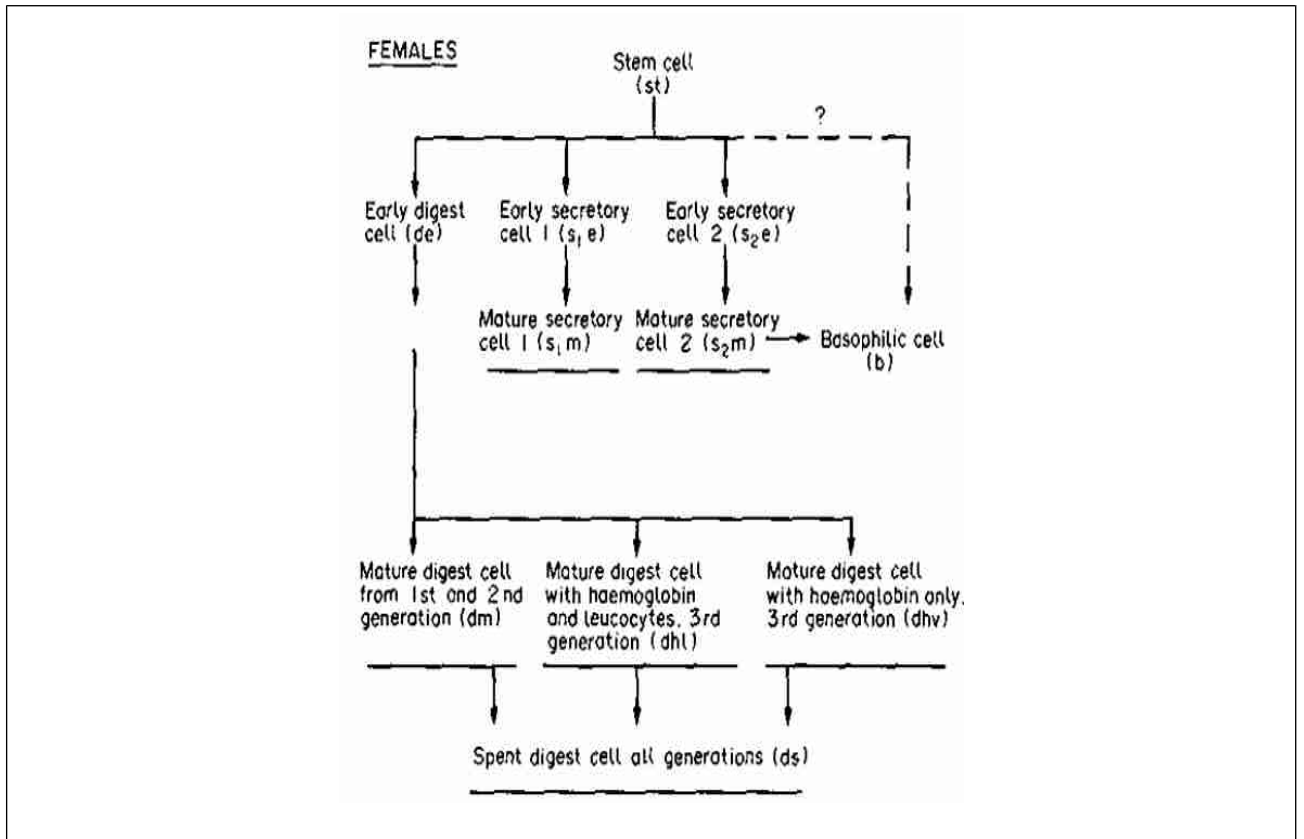 FEMALES
Stem cell
(st)
?
Early digest
cell (de)
Early secretory
cell 1 (s₁e)
Early secretory
cell 2 (s₂e)
Mature secretory
cell 1 (s₁m)
Mature secretory
cell 2 (s₂m)
Basophilic cell
(b)
Mature digest cell
from 1st and 2nd
generation (dm)
Mature digest cell
with haemoglobin
and leucocytes. 3rd
generation (dhl)
Mature digest cell
with haemoglobin only.
3rd generation (dhv)
Spent digest cell all generations (ds)